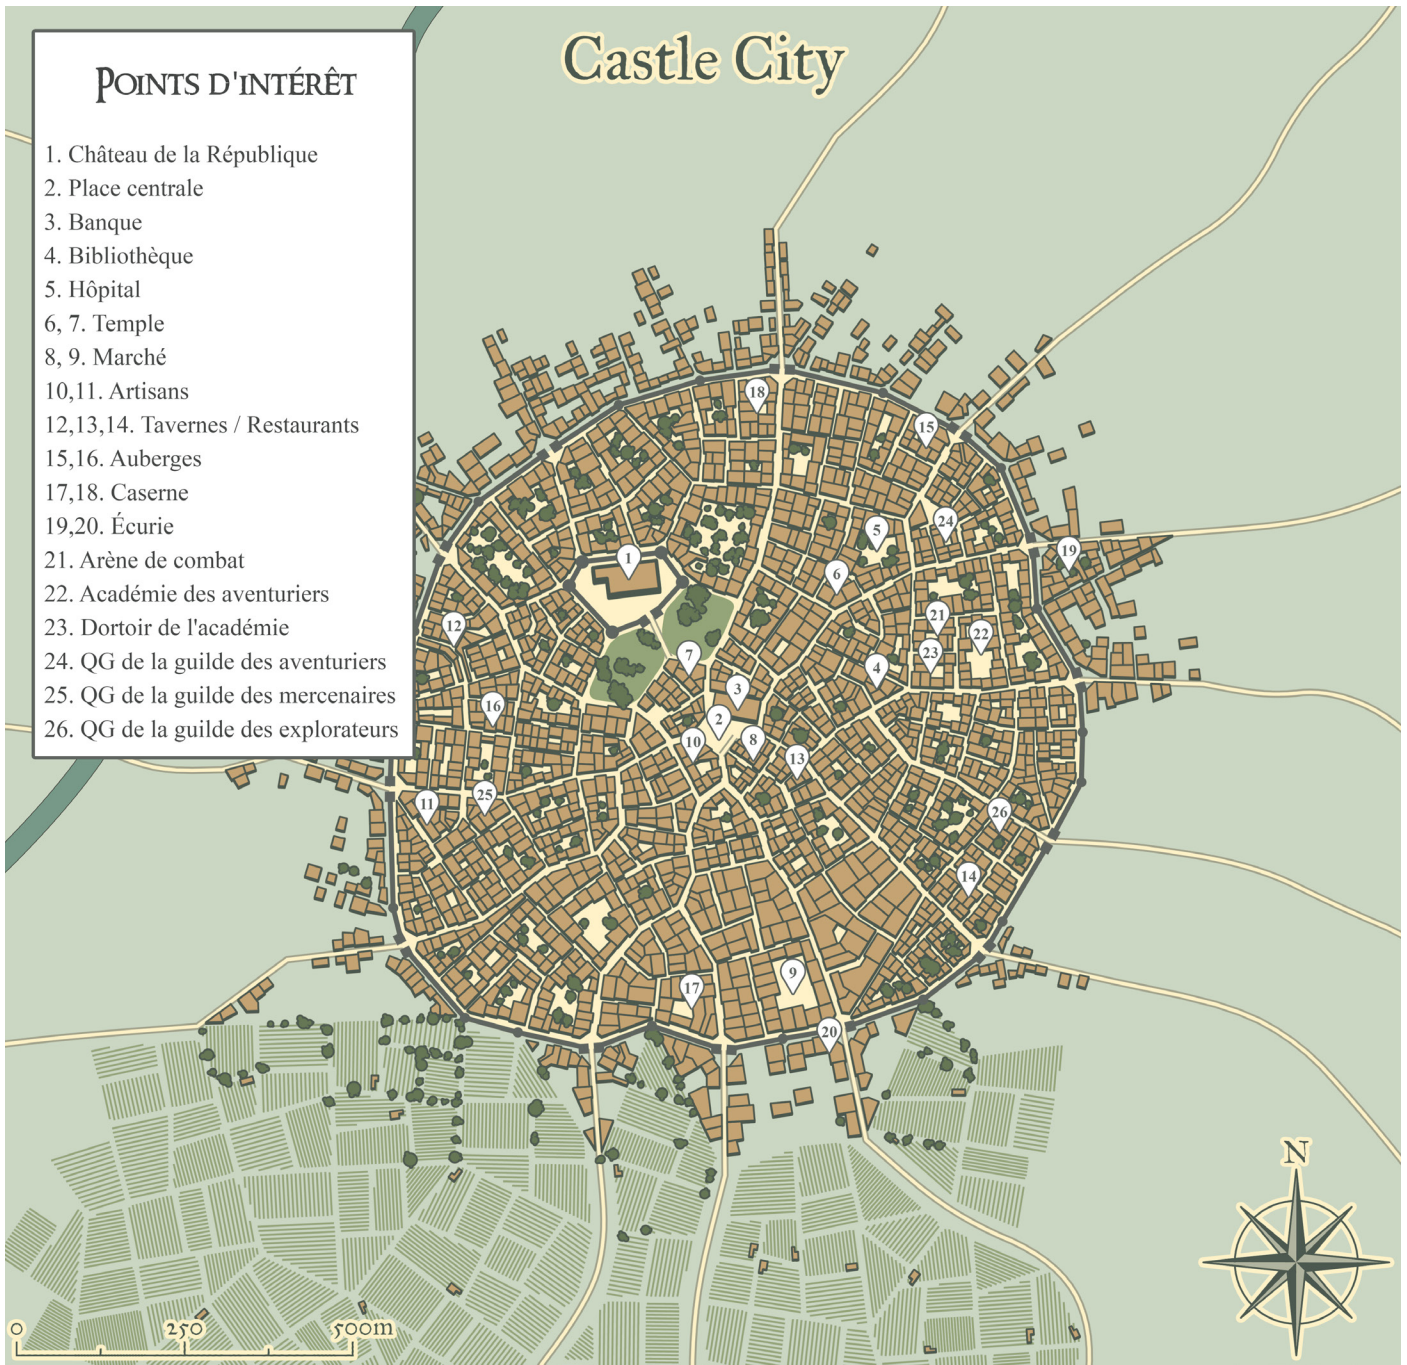 Castle City
POINTS D'INTÉRÊT
1. Château de la République
2. Place centrale
3. Banque
4. Bibliothèque
5. Hôpital
6, 7. Temple
8, 9. Marché
10,11. Artisans
12,13,14. Tavernes / Restaurants
15,16. Auberges
17,18. Caserne
19,20. Écurie
21. Arène de combat
22. Académie des aventuriers
23. Dortoir de l'académie
24. QG de la guilde des aventuriers
25. QG de la guilde des mercenaires
26. QG de la guilde des explorateurs
18
15
24
5
19
1
6
21
12
22
23
7
4
3
16
2
10
8
13
25
11
26
14
9
17
20
N
0 250 500m